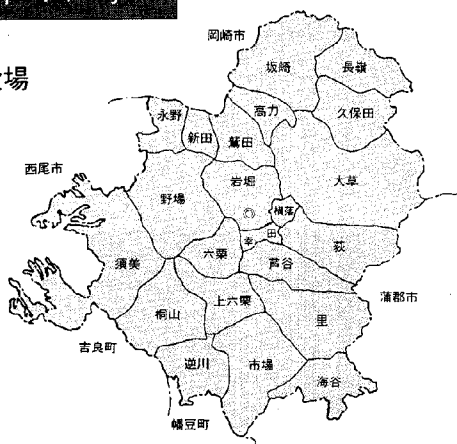 場
岡崎市
坂崎
長嶺
永野
新田
鷲田
高力
久保田
西尾市
野場
岩堀
大草
横落
◎
須美
六栗
幸田
芦谷
荻
蒲郡市
桐山
上六栗
里
吉良町
逆川
市場
海谷
幡豆町